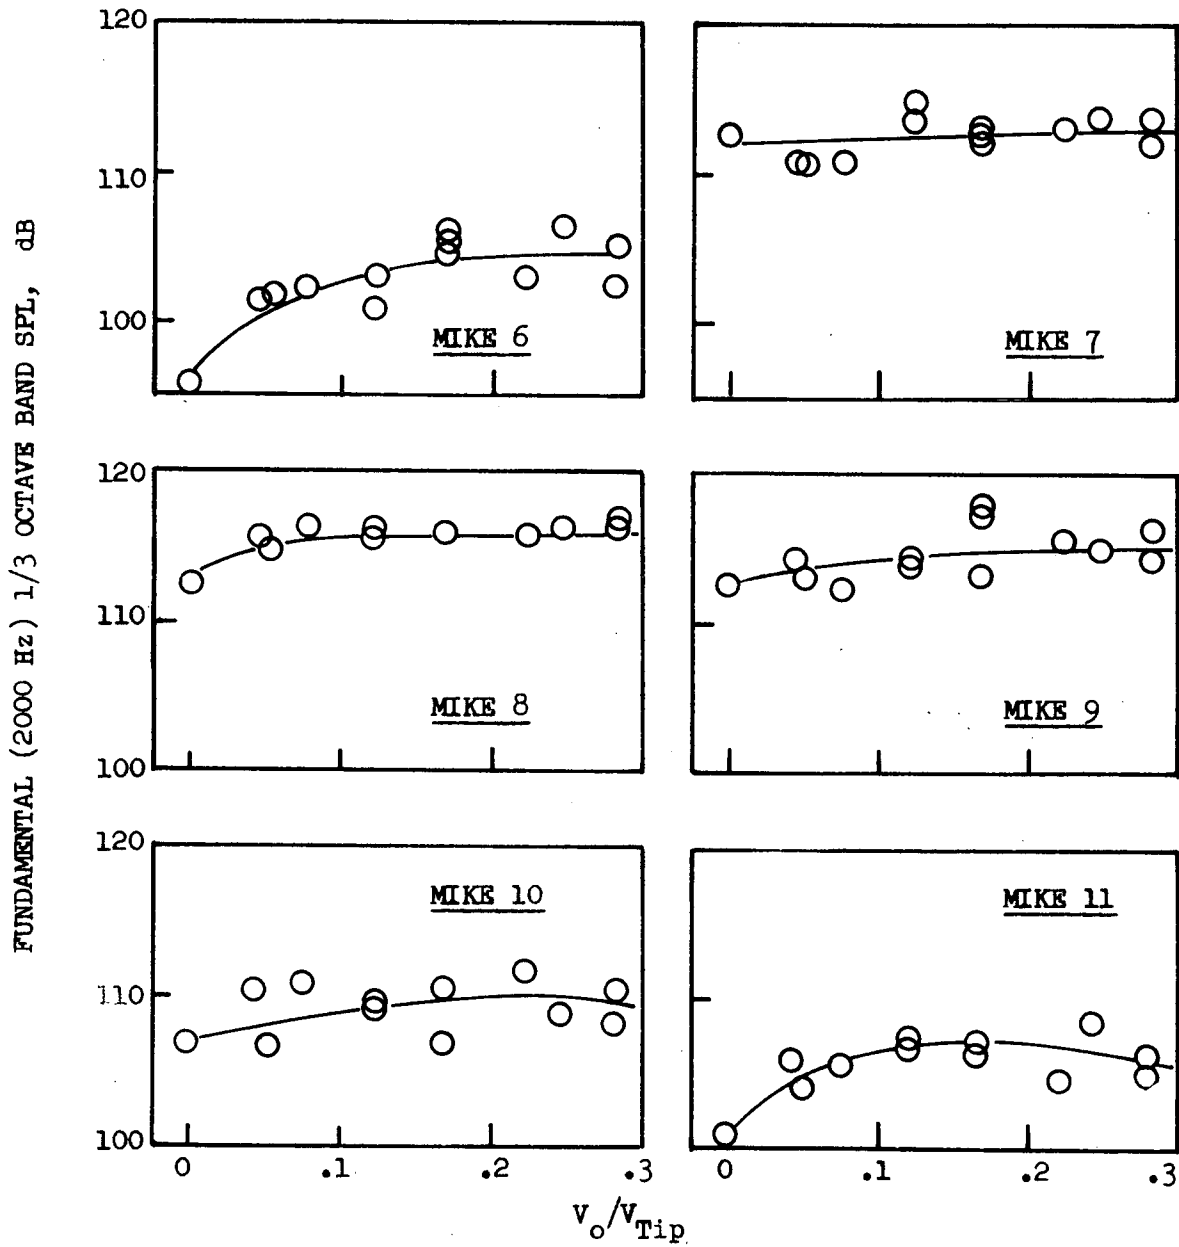 FUNDAMENTAL (2000 Hz) 1/3 OCTAVE BAND SPL, dB
120
110
100
MIKE 6
MIKE 7
120
110
100
MIKE 8
MIKE 9
120
110
100
MIKE 10
MIKE 11
0 .1 .2 .3
0 .1 .2 .3
Vo/VTip